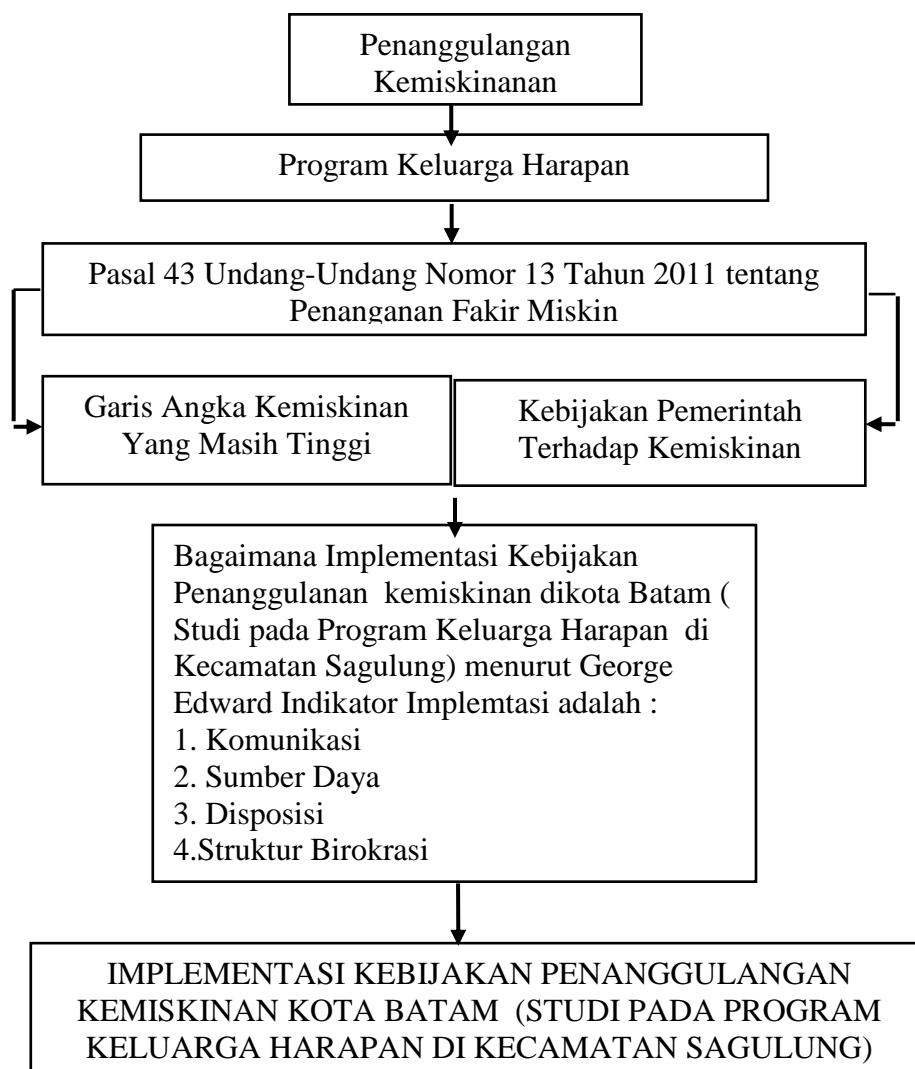 Penanggulangan
Kemiskinanan
Program Keluarga Harapan
Pasal 43 Undang-Undang Nomor 13 Tahun 2011 tentang
Penanganan Fakir Miskin
Garis Angka Kemiskinan
Yang Masih Tinggi
Kebijakan Pemerintah
Terhadap Kemiskinan
Bagaimana Implementasi Kebijakan
Penanggulanan kemiskinan dikota Batam (
Studi pada Program Keluarga Harapan di
Kecamatan Sagulung) menurut George
Edward Indikator Implemtasi adalah :
1. Komunikasi
2. Sumber Daya
3. Disposisi
4.Struktur Birokrasi
IMPLEMENTASI KEBIJAKAN PENANGGULANGAN
KEMISKINAN KOTA BATAM (STUDI PADA PROGRAM
KELUARGA HARAPAN DI KECAMATAN SAGULUNG)